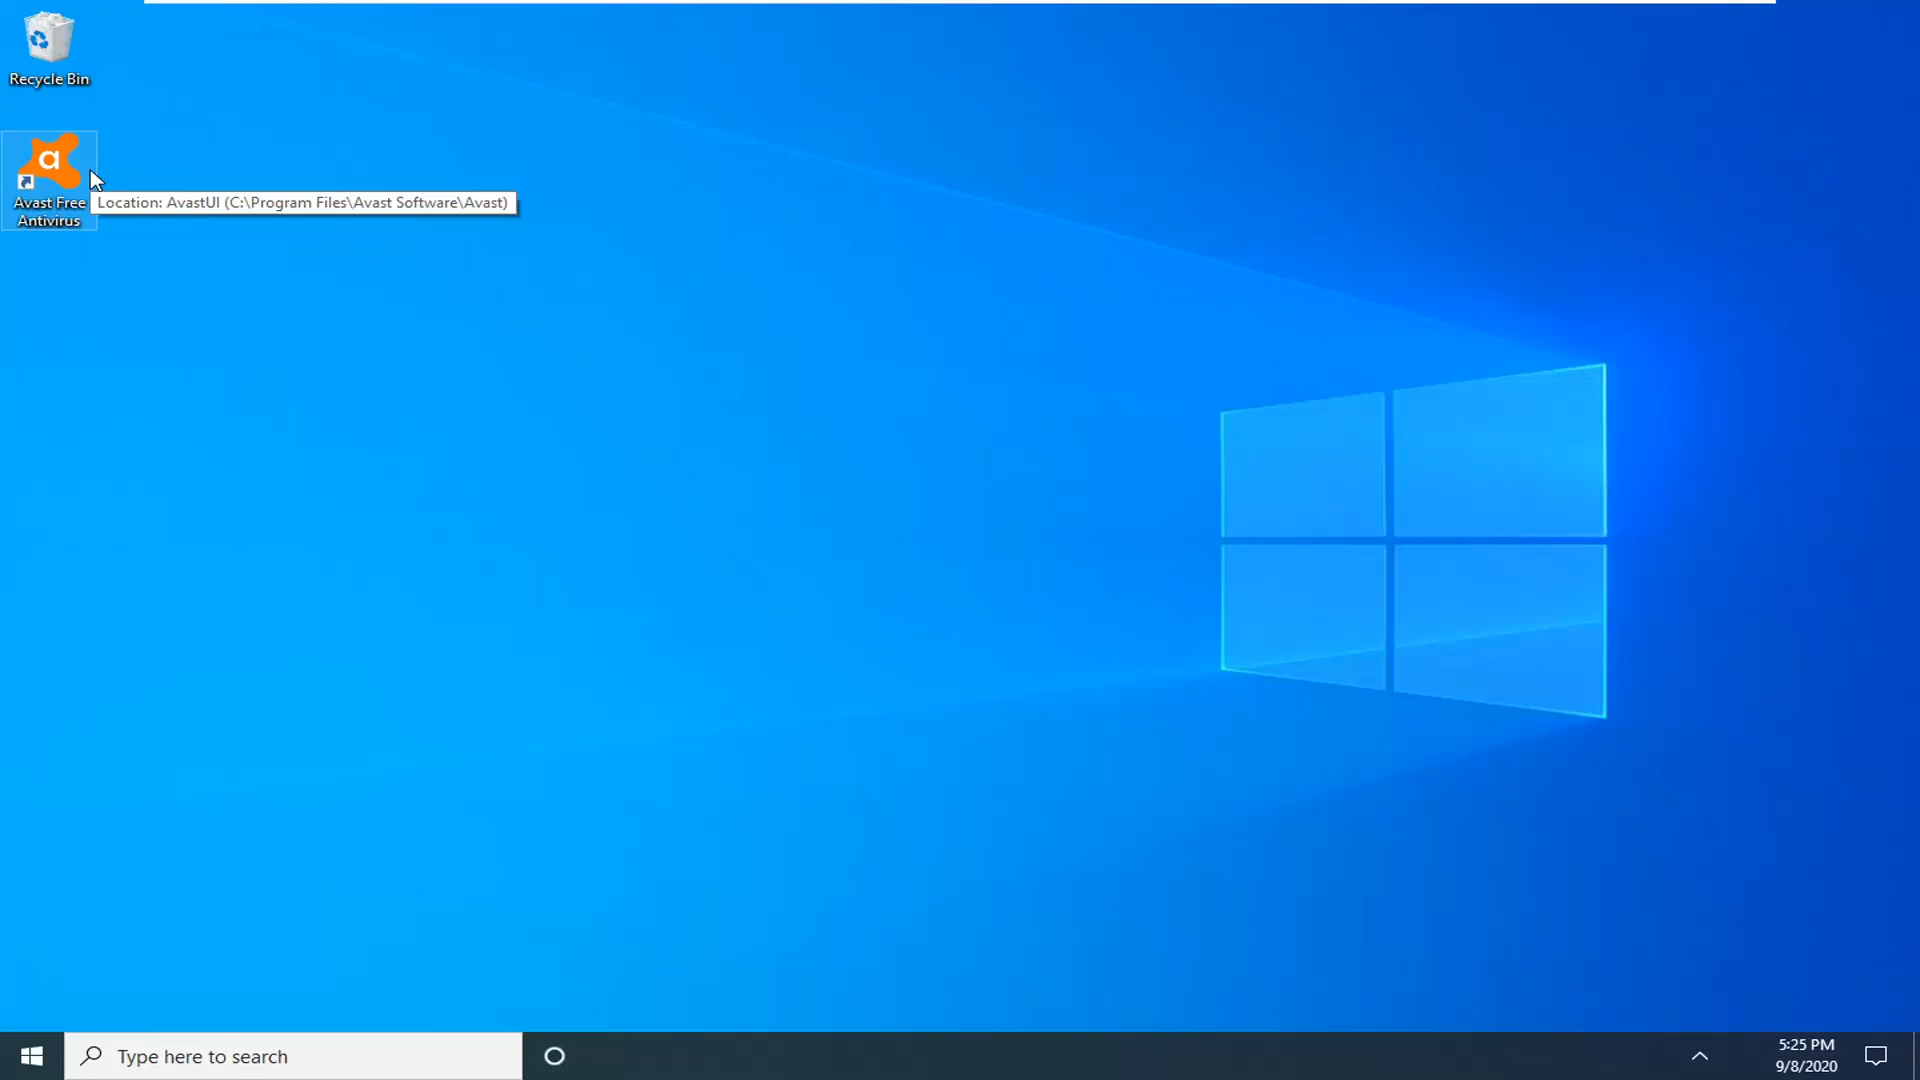 Recycle Bin
a
Avast Free
Antivirus
Location: AvastUI (C:\Program Files\Avast Software\Avast)
Type here to search
5:25 PM
9/8/2020